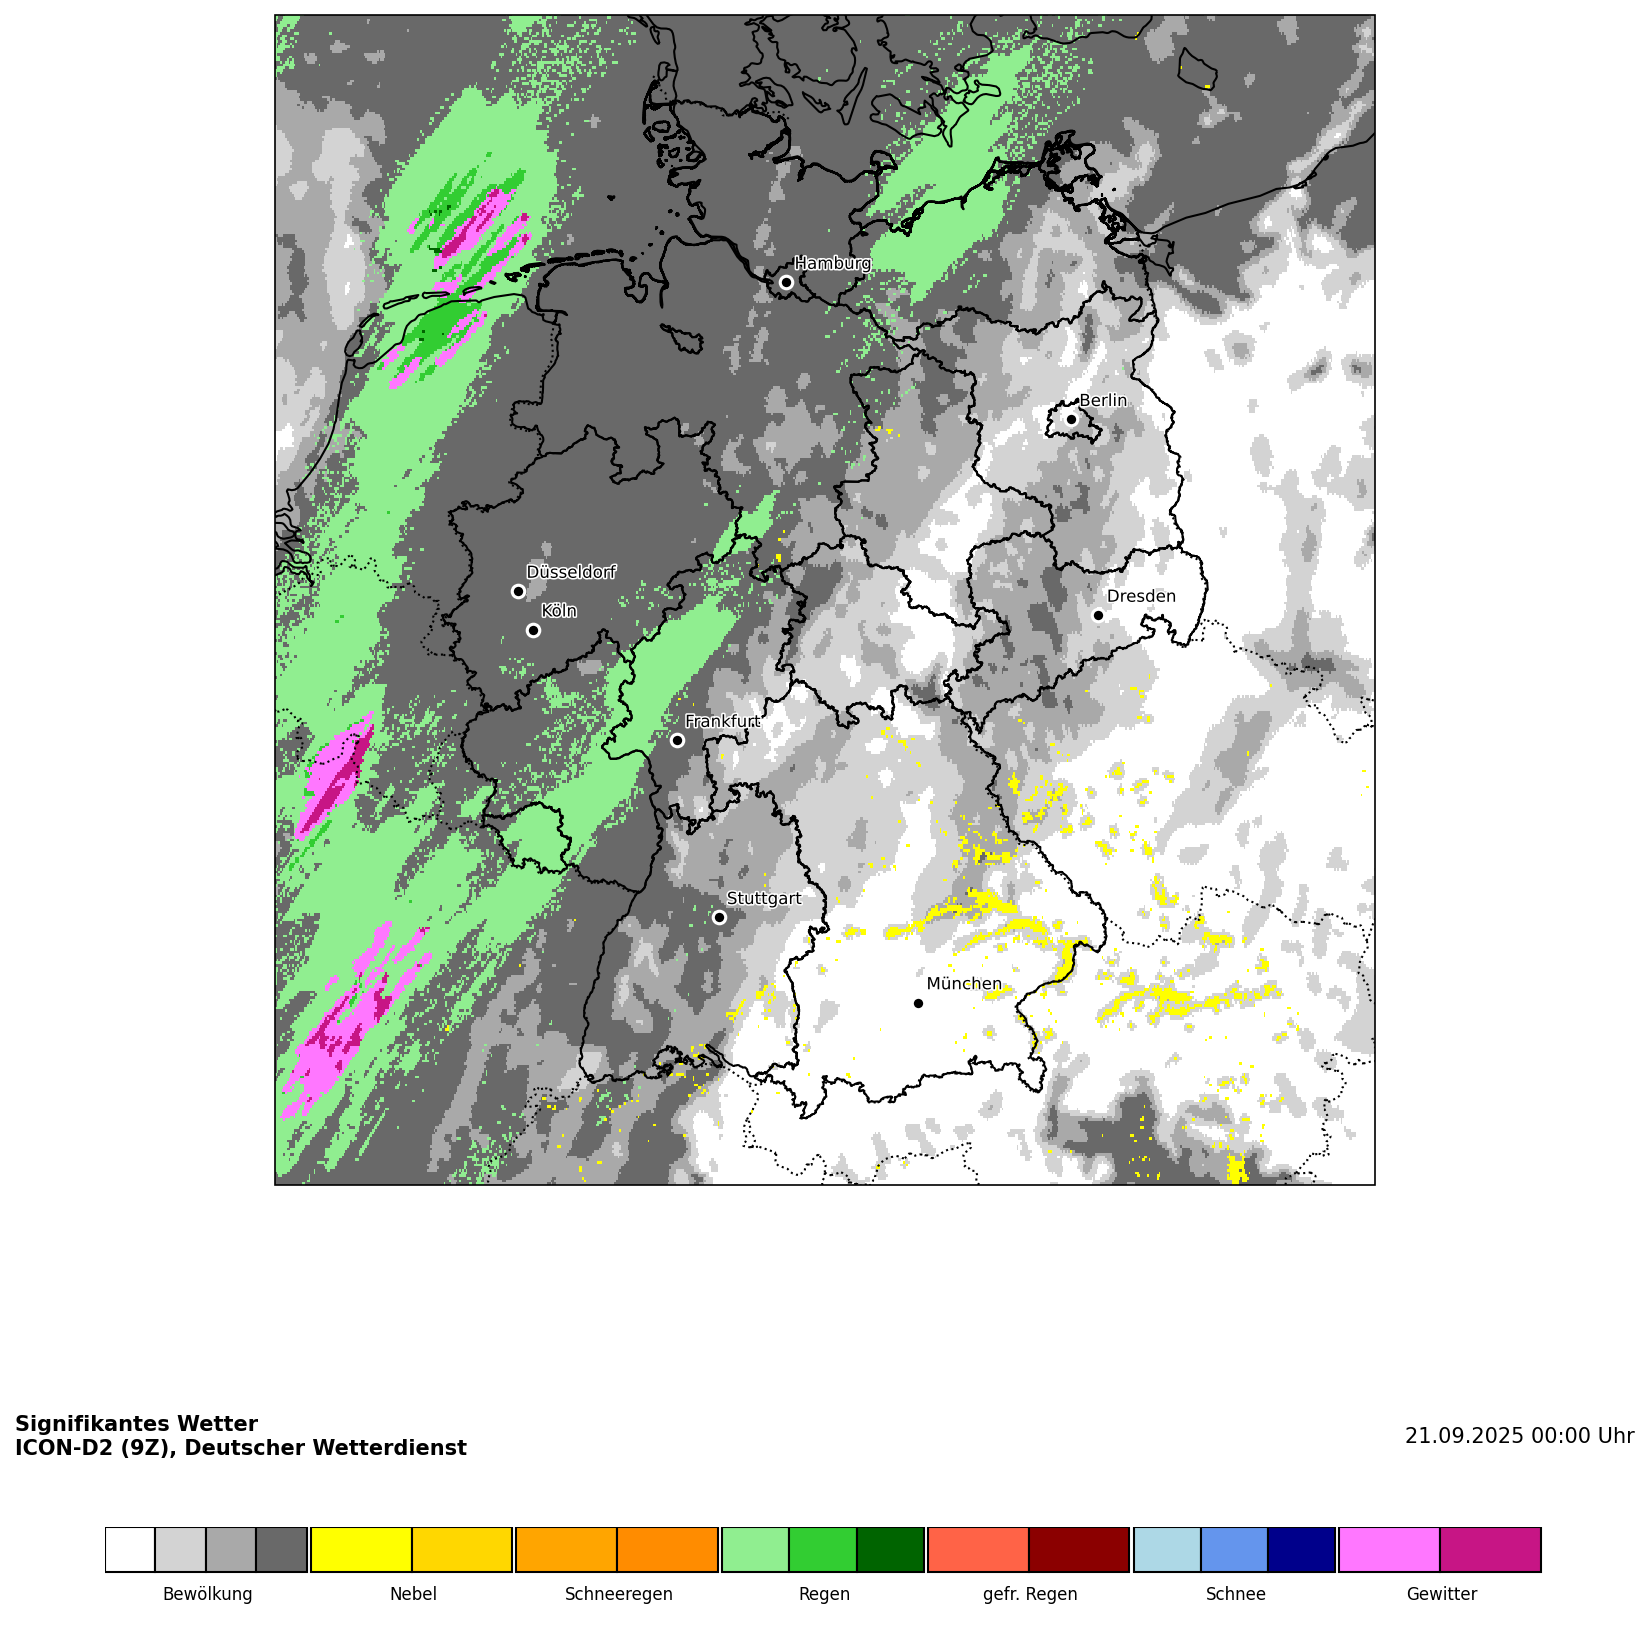 Hamburg
Berlin
Düsseldorf
Köln
Dresden
Frankfurt
Stuttgart
München
Signifikantes Wetter
ICON-D2 (9Z), Deutscher Wetterdienst
21.09.2025 00:00 Uhr
Bewölkung
Nebel
Schneeregen
Regen
gefr. Regen
Schnee
Gewitter